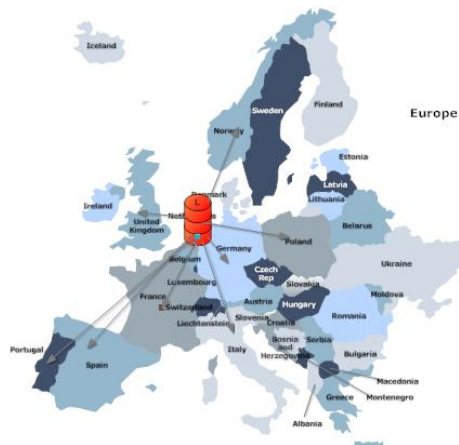 Iceland
Sweden
Finland
Norway
Europe
Estonia
Latvia
Lithuania
Ireland
United
Kingdom
Belarus
Poland
Germany
Belgium
Ukraine
Czech
Rep
Luxembourg
Slovakia
France
Austria
Hungary
Moldova
Switzerland
Slovenia
Romania
Liechtenstein
Croatia
Portugal
Spain
Italy
Bosnia
and
Herzegovina
Serbia
Bulgaria
Macedonia
Montenegro
Greece
Albania